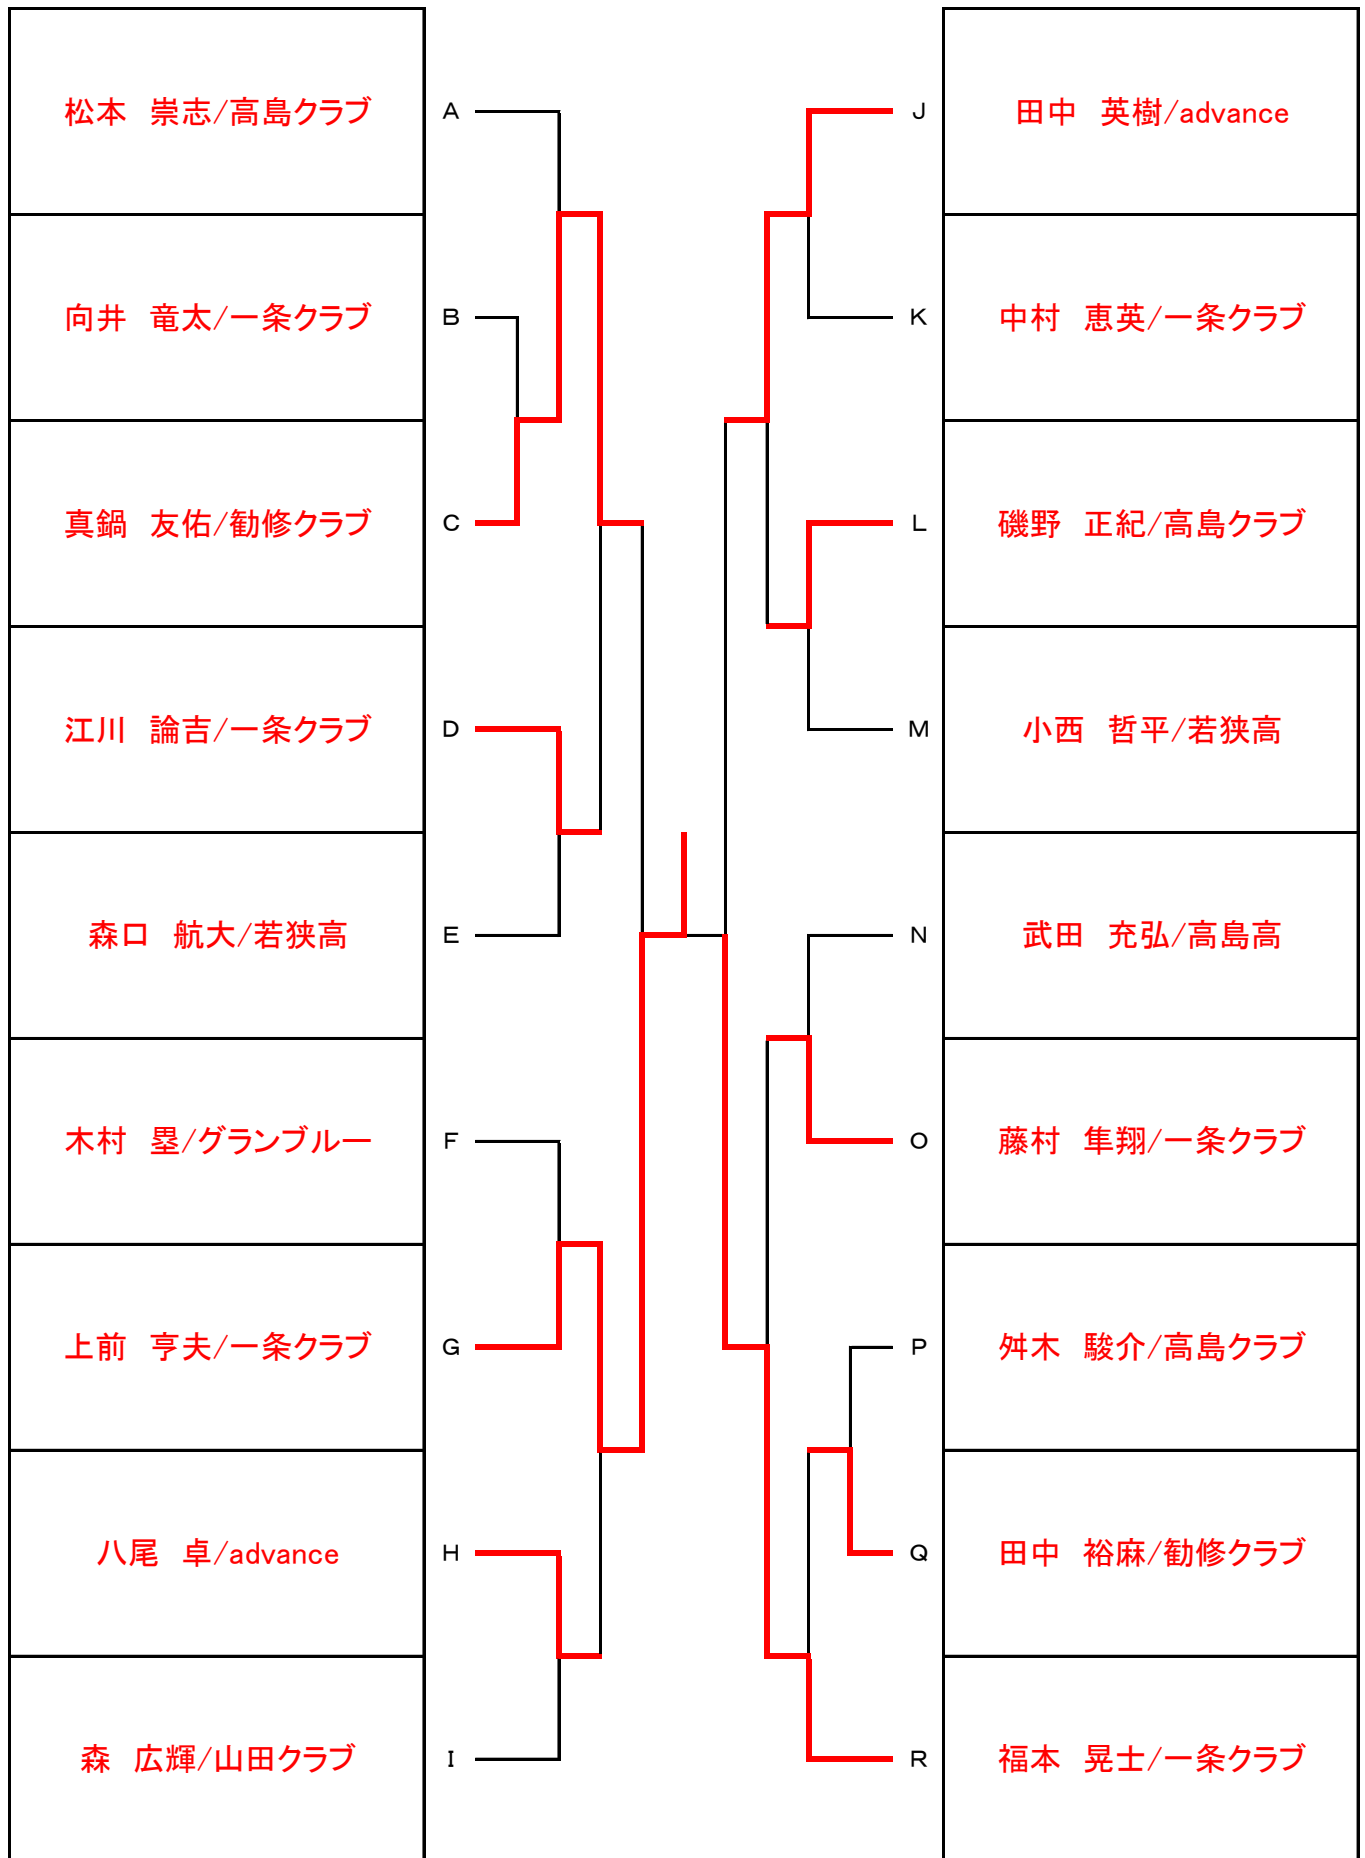 松本　崇志/高島クラブ
A
J
田中　英樹/advance
向井　竜太/一条クラブ
B
K
中村　恵英/一条クラブ
真鍋　友佑/勧修クラブ
C
L
磯野　正紀/高島クラブ
江川　諭吉/一条クラブ
D
M
小西　哲平/若狭高
森口　航大/若狭高
E
N
武田　充弘/高島高
木村　塁/グランブルー
F
O
藤村　隼翔/一条クラブ
上前　亨夫/一条クラブ
G
P
舛木　駿介/高島クラブ
八尾　卓/advance
H
Q
田中　裕麻/勧修クラブ
森　広輝/山田クラブ
I
R
福本　晃士/一条クラブ